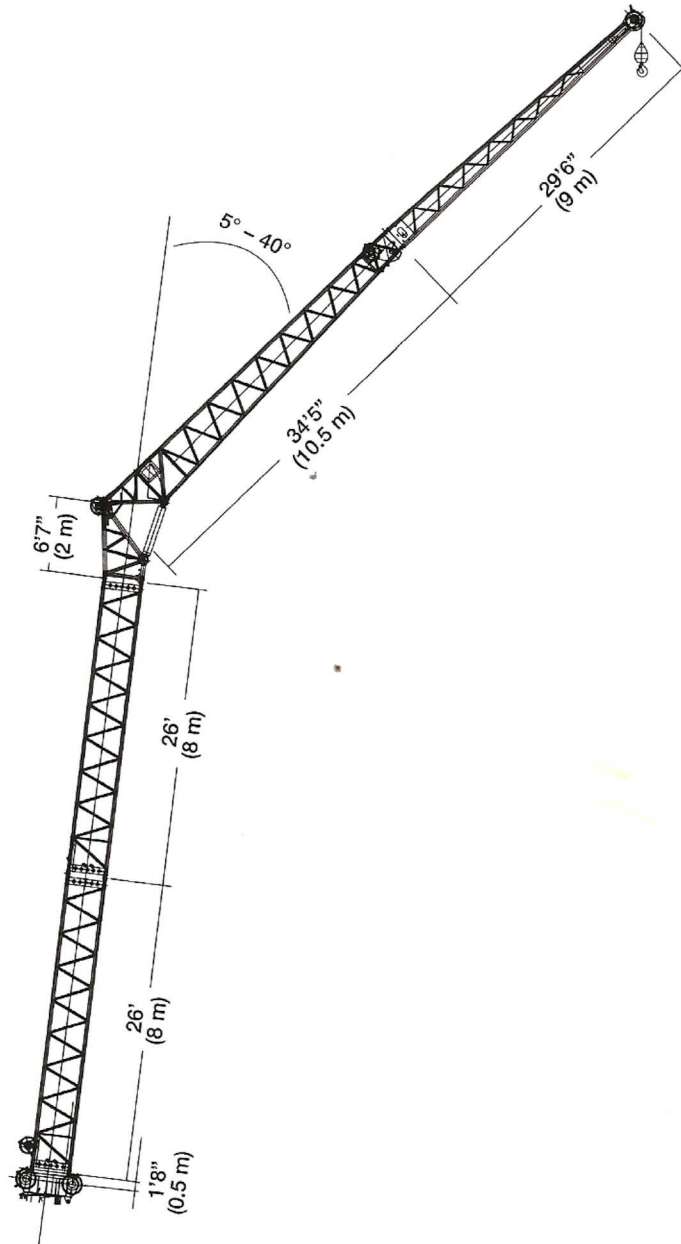 29'6”
(9 m)
5° – 40°
34'5”
(10.5 m)
6'7”
(2 m)
26'
(8 m)
26'
(8 m)
1'8”
(0.5 m)